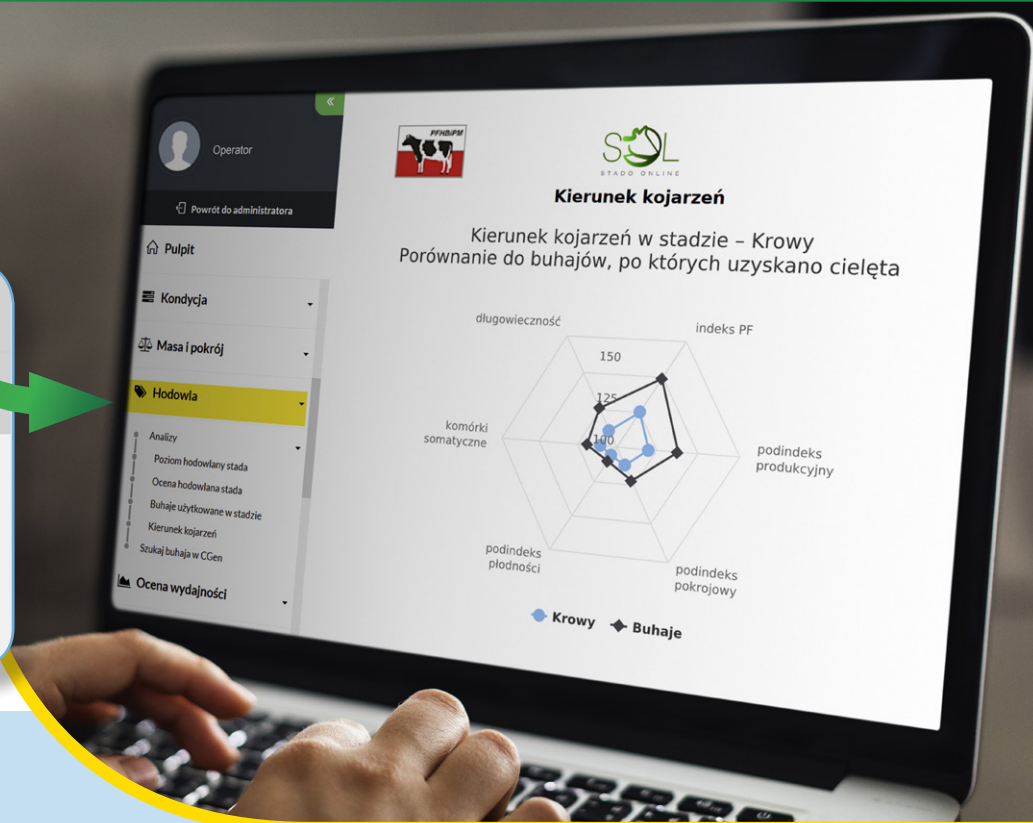 «
Operator
Powrót do administratora
Pulpit
Kondycja
Masa i pokrój
Hodowla
Analizy
Poziom hodowlany stada
Ocena hodowlana stada
Buhaje użytkowane w stadzie
Kierunek kojarzeń
Szukaj buhaja w CGen
Ocena wydajności
PFHBiPM
SOL
STADO ONLINE
Kierunek kojarzeń
Kierunek kojarzeń w stadzie – Krowy
Porównanie do buhajów, po których uzyskano cielęta
długowieczność
indeks PF
150
125
100
komórki
somatyczne
podindeks
produkcyjny
podindeks
płodności
podindeks
pokrojowy
Krowy
Buhaje